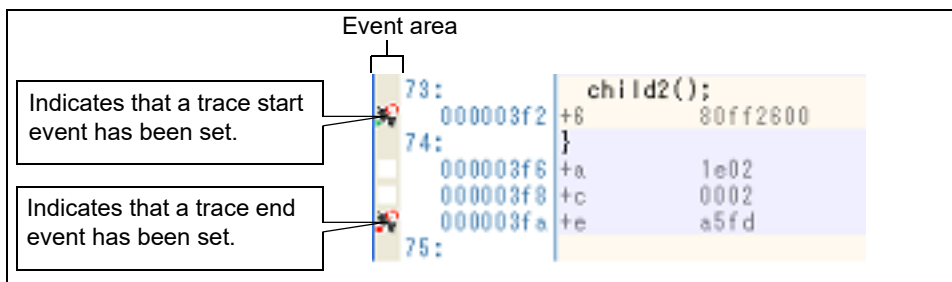 Event area
Indicates that a trace start
event has been set.
Indicates that a trace end
event has been set.
73: child2();
000003f2 +6 80ff2600
74: }
000003f6 +a 1e02
000003f8 +c 0002
000003fa +e a5fd
75: